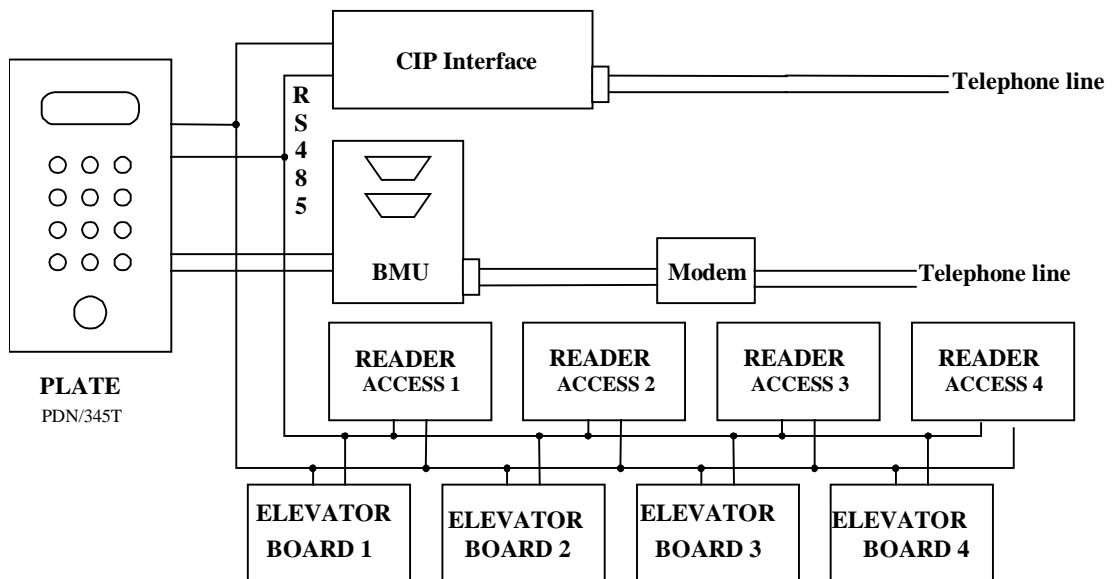 CIP Interface
Telephone line
R
S
4
8
5
BMU
Modem
Telephone line
PLATE
PDN/345T
READER
ACCESS 1
READER
ACCESS 2
READER
ACCESS 3
READER
ACCESS 4
ELEVATOR
BOARD 1
ELEVATOR
BOARD 2
ELEVATOR
BOARD 3
ELEVATOR
BOARD 4